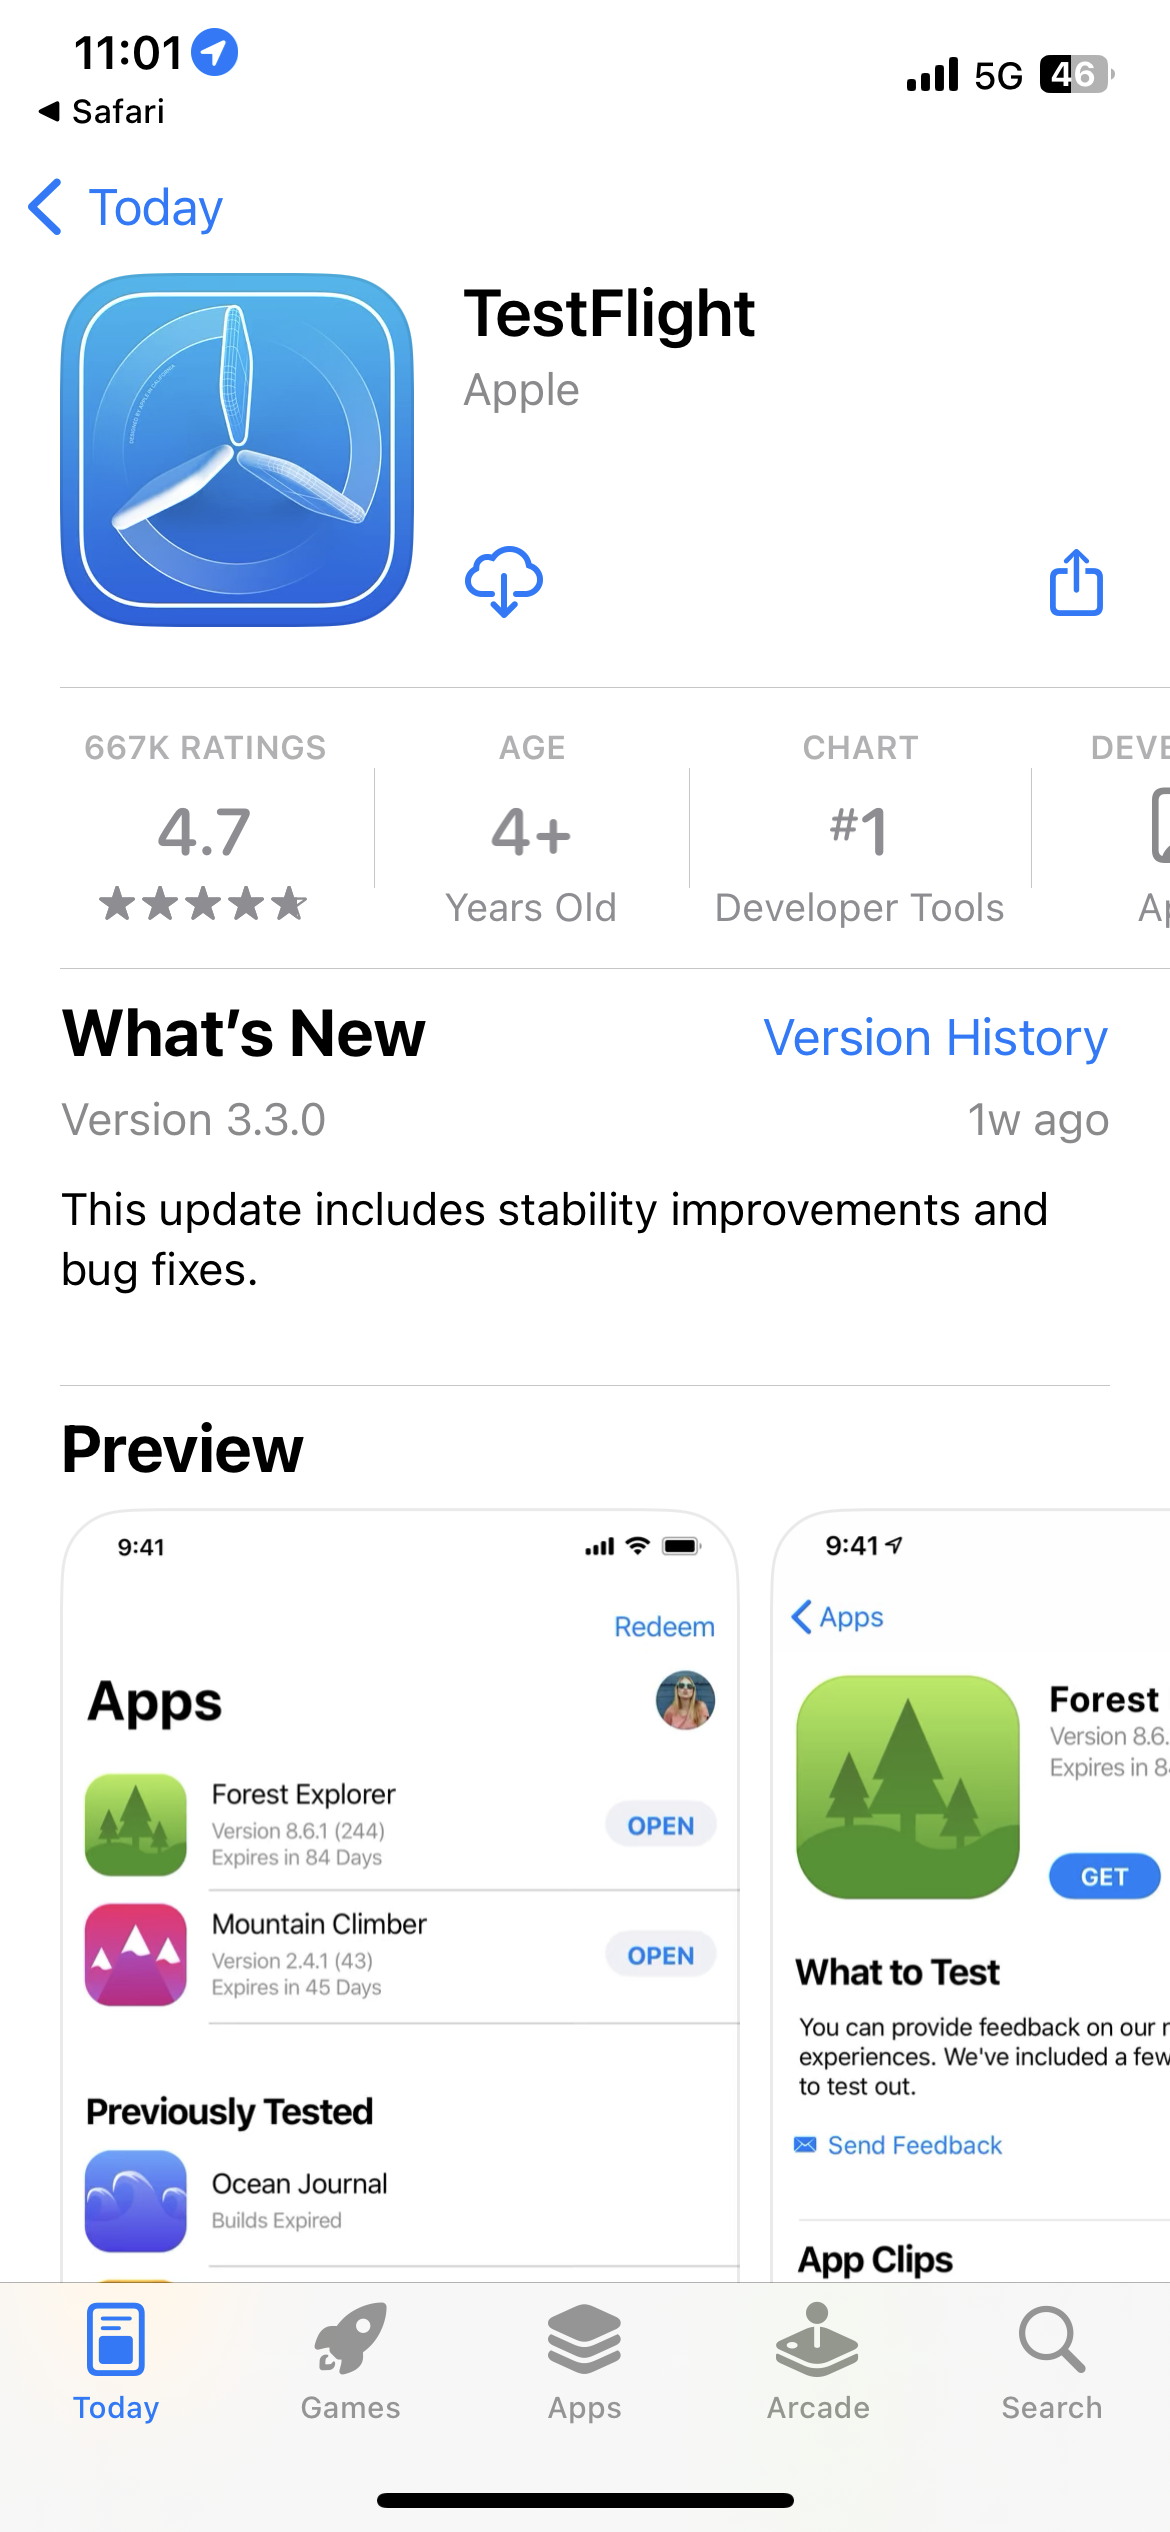 11:01
5G 46
Safari
Today
TestFlight
Apple
DESIGNED BY APPLE IN CALIFORNIA
667K RATINGS
4.7
AGE
4+
Years Old
CHART
#1
Developer Tools
DEVE
Ap
What's New
Version History
Version 3.3.0
1w ago
This update includes stability improvements and
bug fixes.
Preview
9:41
Redeem
Apps
Forest Explorer
Version 8.6.1 (244)
Expires in 84 Days
OPEN
Mountain Climber
Version 2.4.1 (43)
Expires in 45 Days
OPEN
Previously Tested
Ocean Journal
Builds Expired
9:41
Apps
Forest
Version 8.6.
Expires in 8
GET
What to Test
You can provide feedback on our
experiences. We've included a few
to test out.
Send Feedback
App Clips
Today
Games
Apps
Arcade
Search